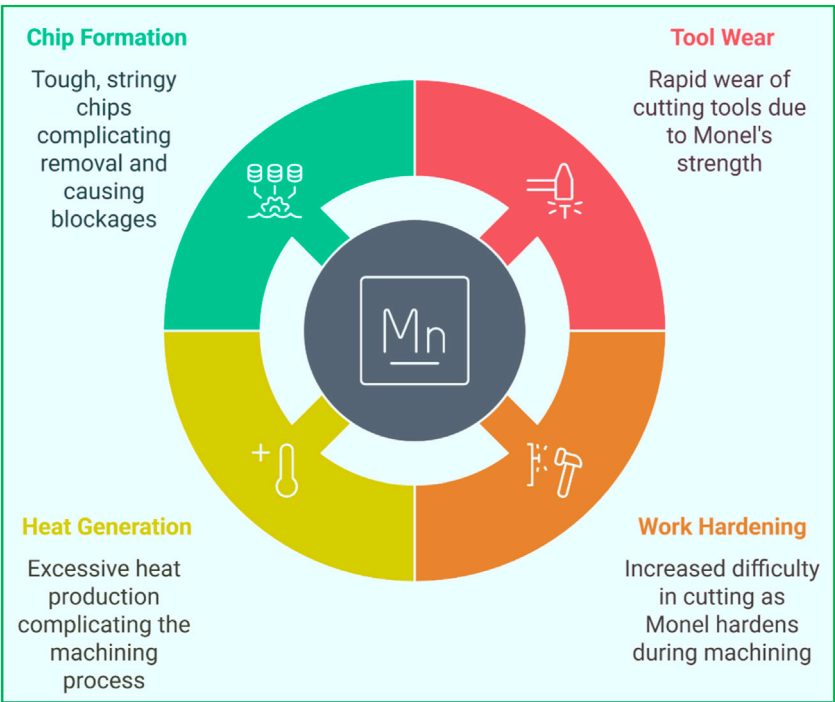 Chip Formation
Tough, stringy
chips
complicating
removal and
causing
blockages
Tool Wear
Rapid wear of
cutting tools due
to Monel's
strength
Mn
Heat Generation
Excessive heat
production
complicating the
machining
process
Work Hardening
Increased difficulty
in cutting as
Monel hardens
during machining